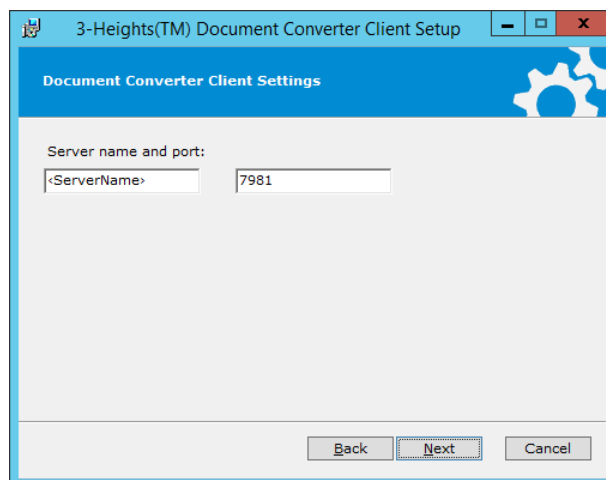 3-Heights(TM) Document Converter Client Setup
Document Converter Client Settings
Server name and port:
<ServerName> 7981
Back Next Cancel